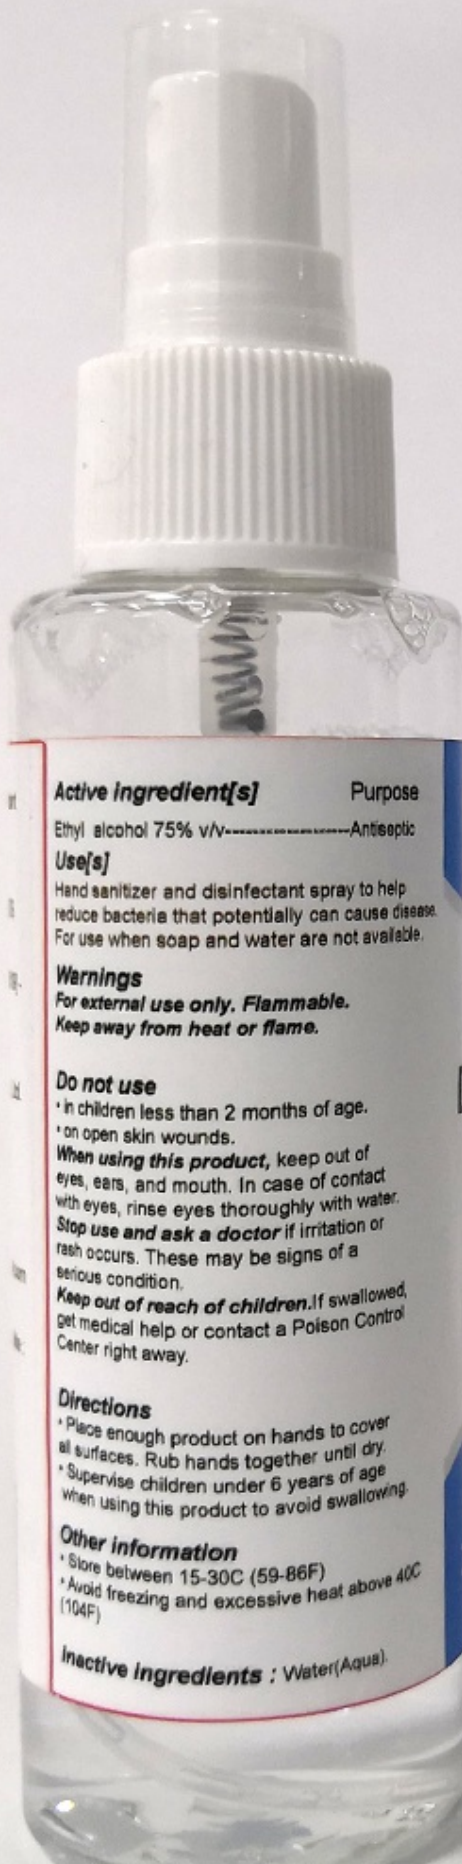 Active ingredient[s] Purpose
Ethyl alcohol 75% v/v--------------------Antiseptic
Use[s]
Hand sanitizer and disinfectant spray to help
reduce bacteria that potentially can cause disease.
For use when soap and water are not available.
Warnings
For external use only. Flammable.
Keep away from heat or flame.
Do not use
· in children less than 2 months of age.
· on open skin wounds.
When using this product, keep out of
eyes, ears, and mouth. In case of contact
with eyes, rinse eyes thoroughly with water.
Stop use and ask a doctor if irritation or
rash occurs. These may be signs of a
serious condition.
Keep out of reach of children.If swallowed,
get medical help or contact a Poison Control
Center right away.
Directions
· Place enough product on hands to cover
all surfaces. Rub hands together until dry.
· Supervise children under 6 years of age
when using this product to avoid swallowing.
Other information
· Store between 15-30C (59-86F)
· Avoid freezing and excessive heat above 40C
(104F)
Inactive ingredients : Water(Aqua).